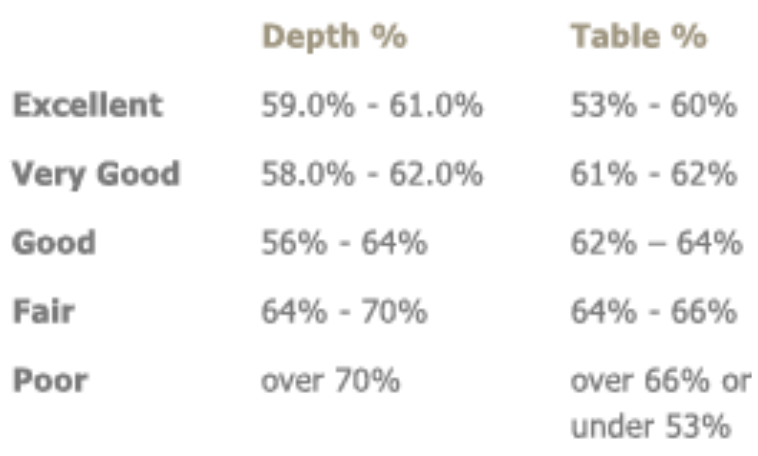 Depth % Table %
Excellent 59.0% - 61.0% 53% - 60%
Very Good 58.0% - 62.0% 61% - 62%
Good 56% - 64% 62% – 64%
Fair 64% - 70% 64% - 66%
Poor over 70% over 66% or
under 53%